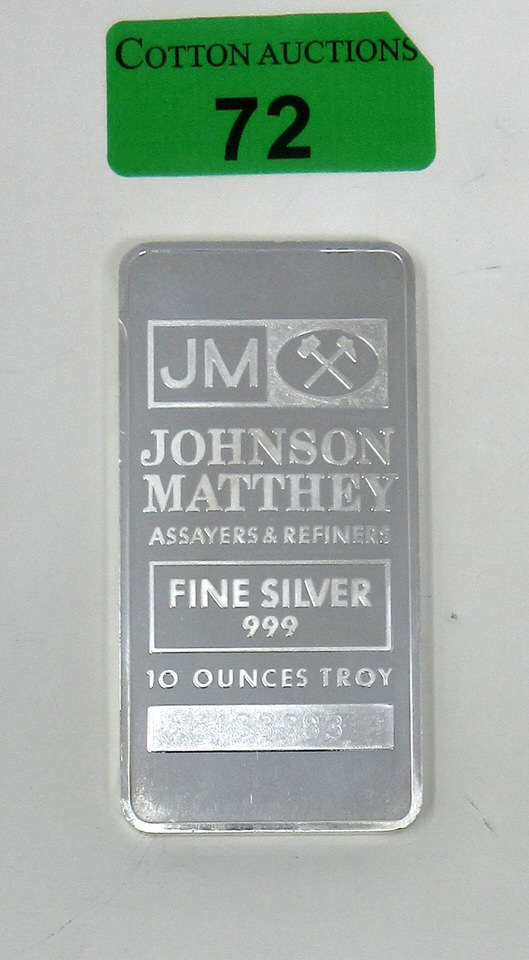 COTTON AUCTIONS
72
JM
JOHNSON
MATTHEY
ASSAYERS & REFINERS
FINE SILVER
999
10 OUNCES TROY